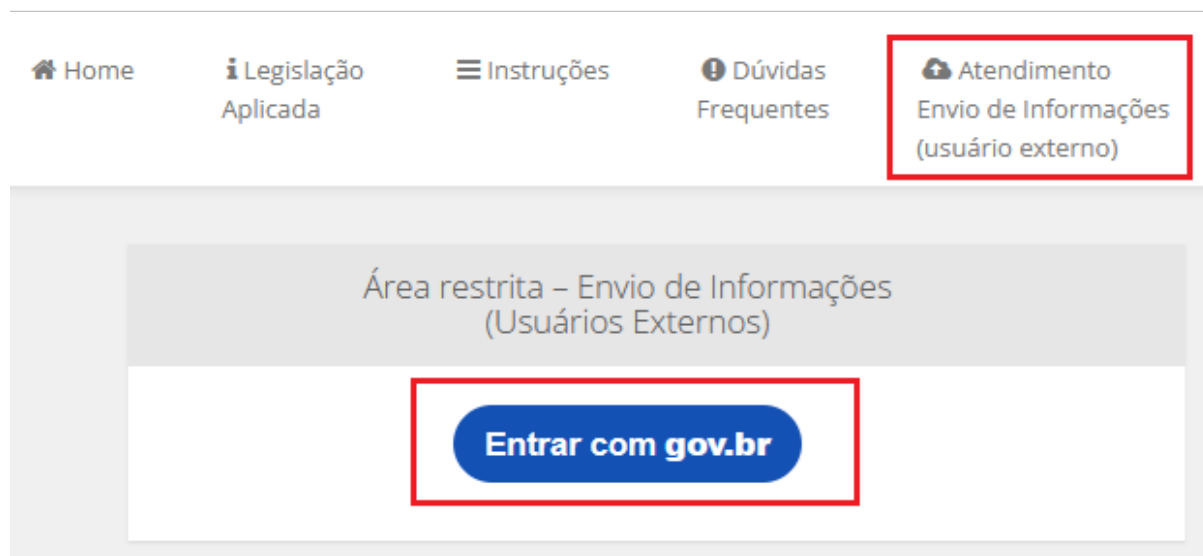 Home
Legislação
Aplicada
Instruções
Dúvidas
Frequentes
Atendimento
Envio de Informações
(usuário externo)
Área restrita – Envio de Informações
(Usuários Externos)
Entrar com gov.br